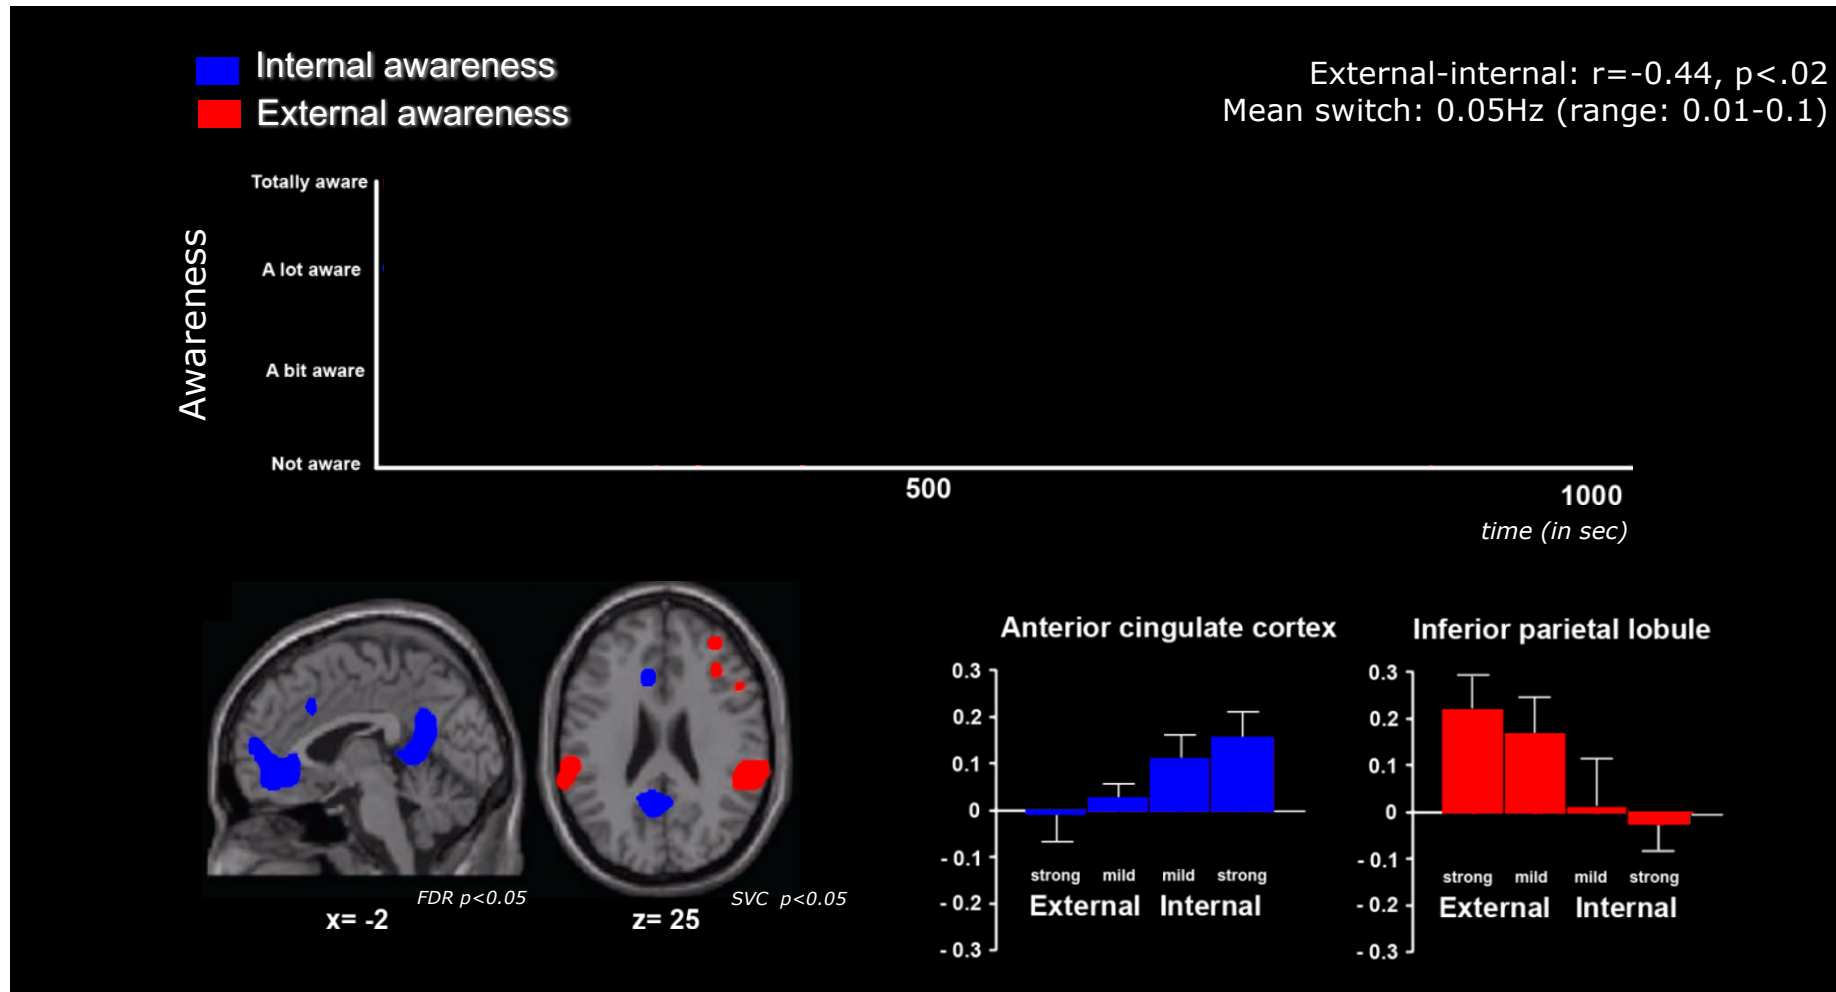 Internal awareness
External awareness
External-internal: r=-0.44, p<.02
Mean switch: 0.05Hz (range: 0.01-0.1)
Awareness
Totally aware
A lot aware
A bit aware
Not aware
500
1000
time (in sec)
FDR p<0.05
x= -2
SVC p<0.05
z= 25
Anterior cingulate cortex
0.3
0.2
0.1
0
- 0.1
- 0.2
- 0.3
strong mild mild strong
External Internal
Inferior parietal lobule
0.3
0.2
0.1
0
- 0.1
- 0.2
- 0.3
strong mild mild strong
External Internal